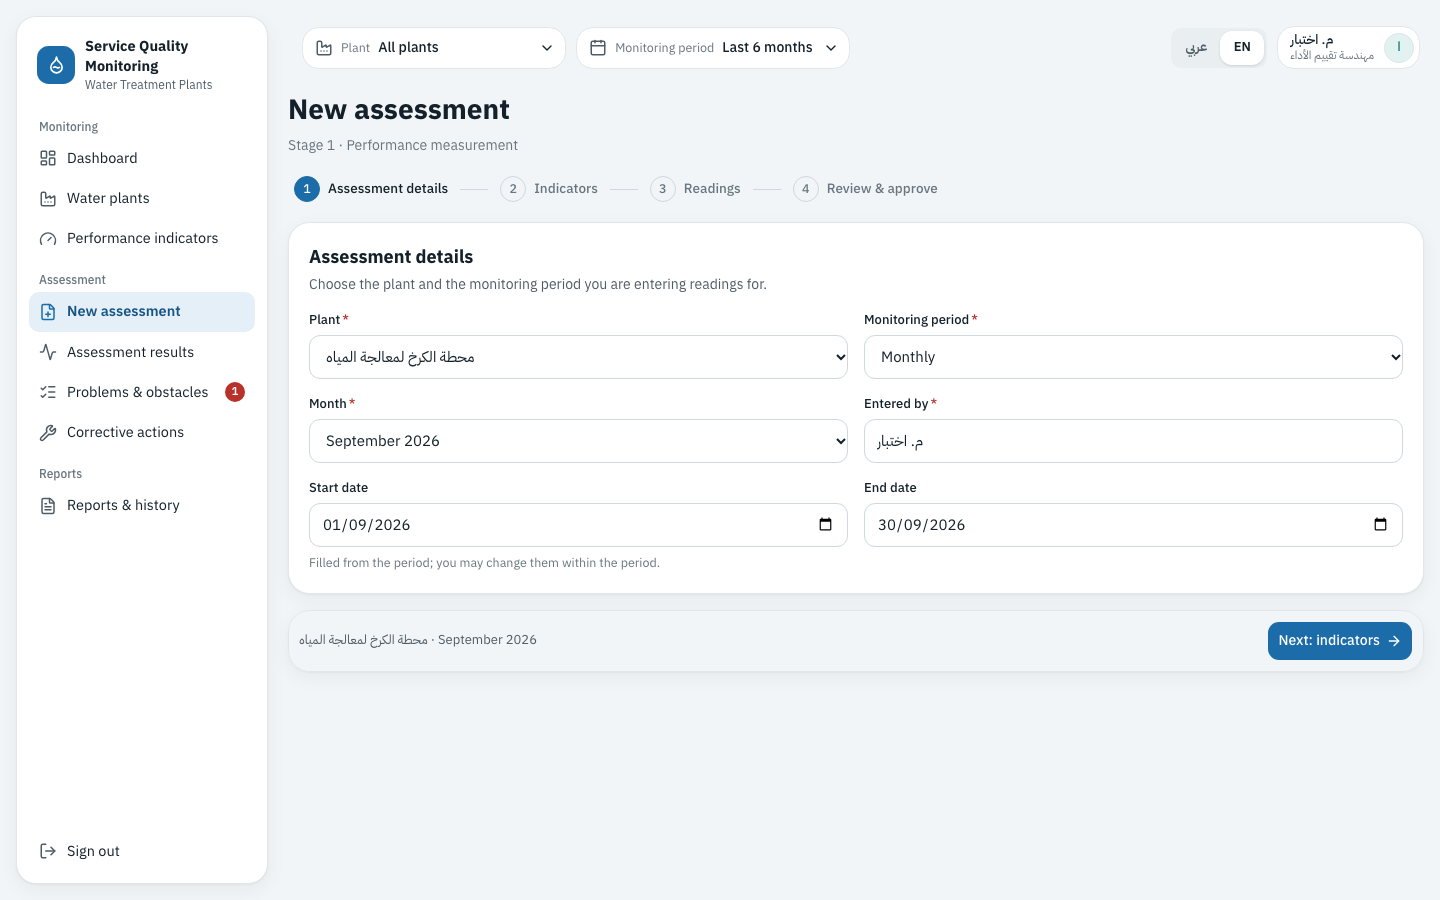 Service Quality
Monitoring
Water Treatment Plants
Monitoring
Dashboard
Water plants
Performance indicators
Assessment
New assessment
Assessment results
Problems & obstacles 1
Corrective actions
Reports
Reports & history
Sign out
Plant All plants
Monitoring period Last 6 months
عربي EN
م. اختبار
مهندسة تقييم الأداء
ا
New assessment
Stage 1 · Performance measurement
1 Assessment details 2 Indicators 3 Readings 4 Review & approve
Assessment details
Choose the plant and the monitoring period you are entering readings for.
Plant *
محطة الكرخ لمعالجة المياه
Monitoring period *
Monthly
Month *
September 2026
Entered by *
م. اختبار
Start date
01/09/2026
End date
30/09/2026
Filled from the period; you may change them within the period.
محطة الكرخ لمعالجة المياه · September 2026
Next: indicators →